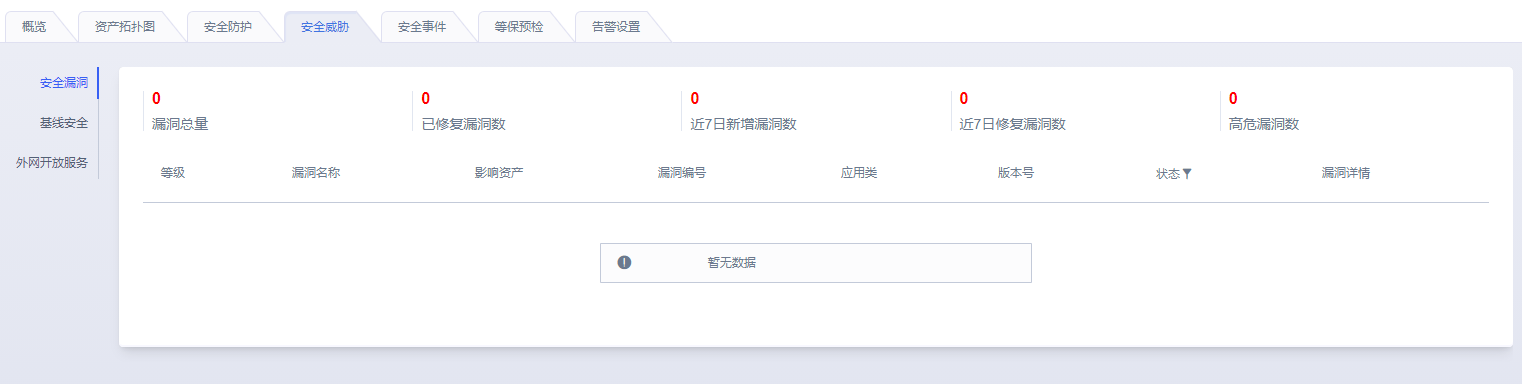 概览 资产拓扑图 安全防护 安全威胁 安全事件 等保预检 告警设置
安全漏洞
基线安全
外网开放服务
0 0 0 0 0
漏洞总量 已修复漏洞数 近7日新增漏洞数 近7日修复漏洞数 高危漏洞数
等级 漏洞名称 影响资产 漏洞编号 应用类 版本号 状态 漏洞详情
暂无数据